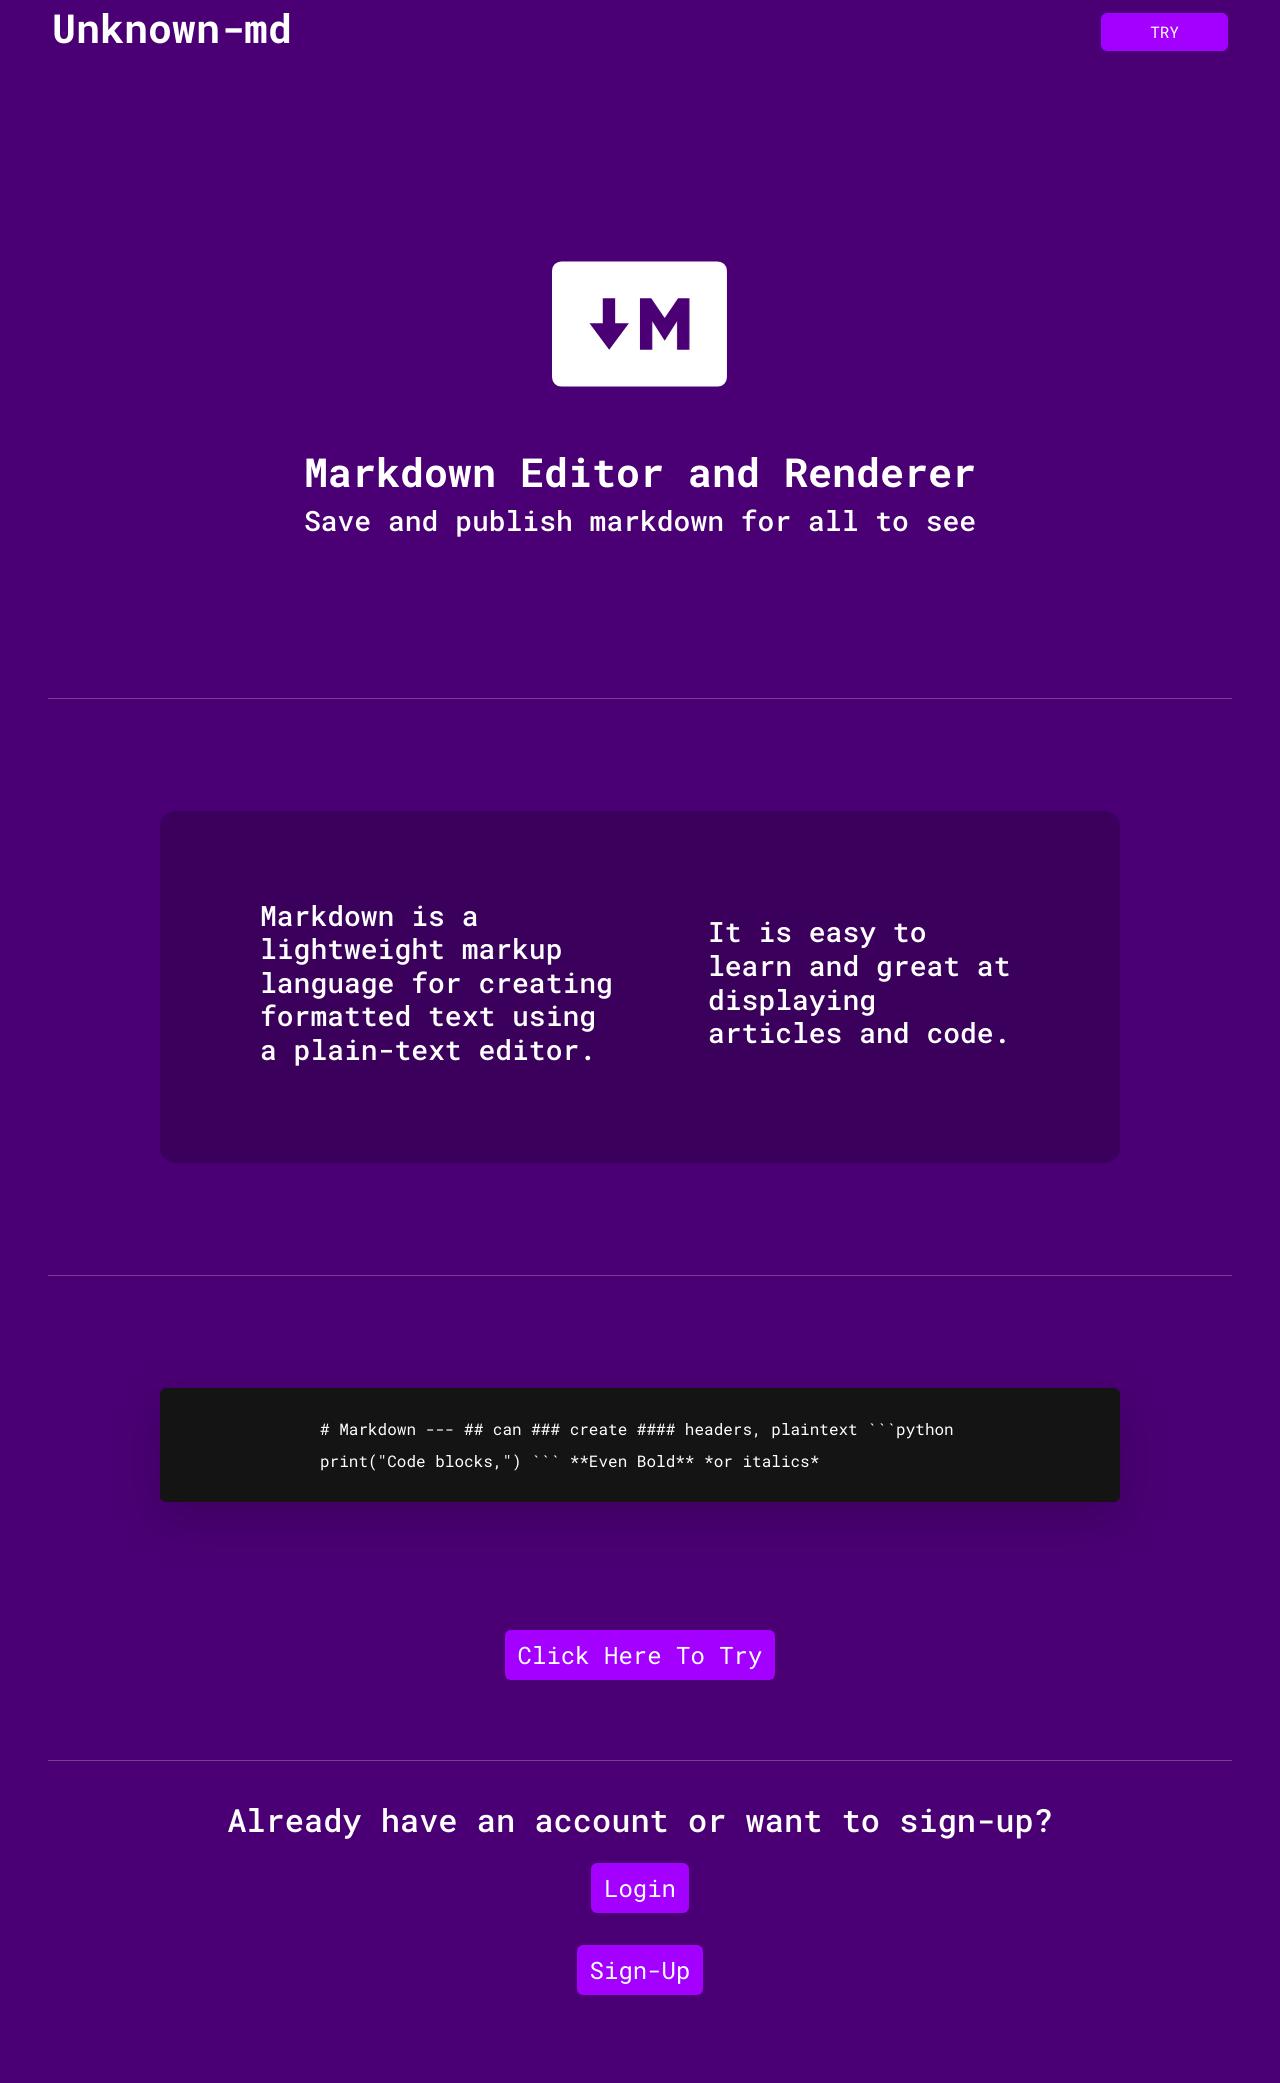 Unknown-md
TRY
M
Markdown Editor and Renderer
Save and publish markdown for all to see
Markdown is a
lightweight markup
language for creating
formatted text using
a plain-text editor.
It is easy to
learn and great at
displaying
articles and code.
# Markdown --- ## can ### create #### headers, plaintext ```python
print("Code blocks,") ``` **Even Bold** *or italics*
Click Here To Try
Already have an account or want to sign-up?
Login
Sign-Up